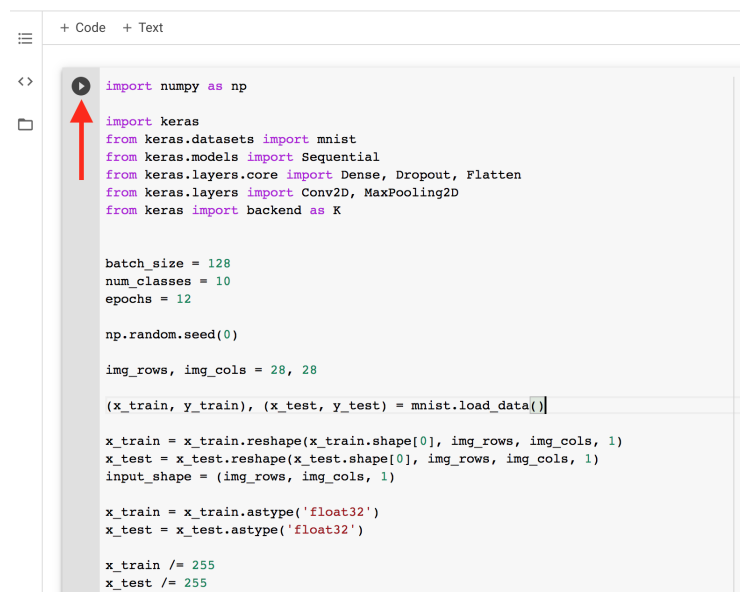 + Code + Text
import numpy as np
import keras
from keras.datasets import mnist
from keras.models import Sequential
from keras.layers.core import Dense, Dropout, Flatten
from keras.layers import Conv2D, MaxPooling2D
from keras import backend as K
batch_size = 128
num_classes = 10
epochs = 12
np.random.seed(0)
img_rows, img_cols = 28, 28
(x_train, y_train), (x_test, y_test) = mnist.load_data()
x_train = x_train.reshape(x_train.shape[0], img_rows, img_cols, 1)
x_test = x_test.reshape(x_test.shape[0], img_rows, img_cols, 1)
input_shape = (img_rows, img_cols, 1)
x_train = x_train.astype('float32')
x_test = x_test.astype('float32')
x_train /= 255
x_test /= 255